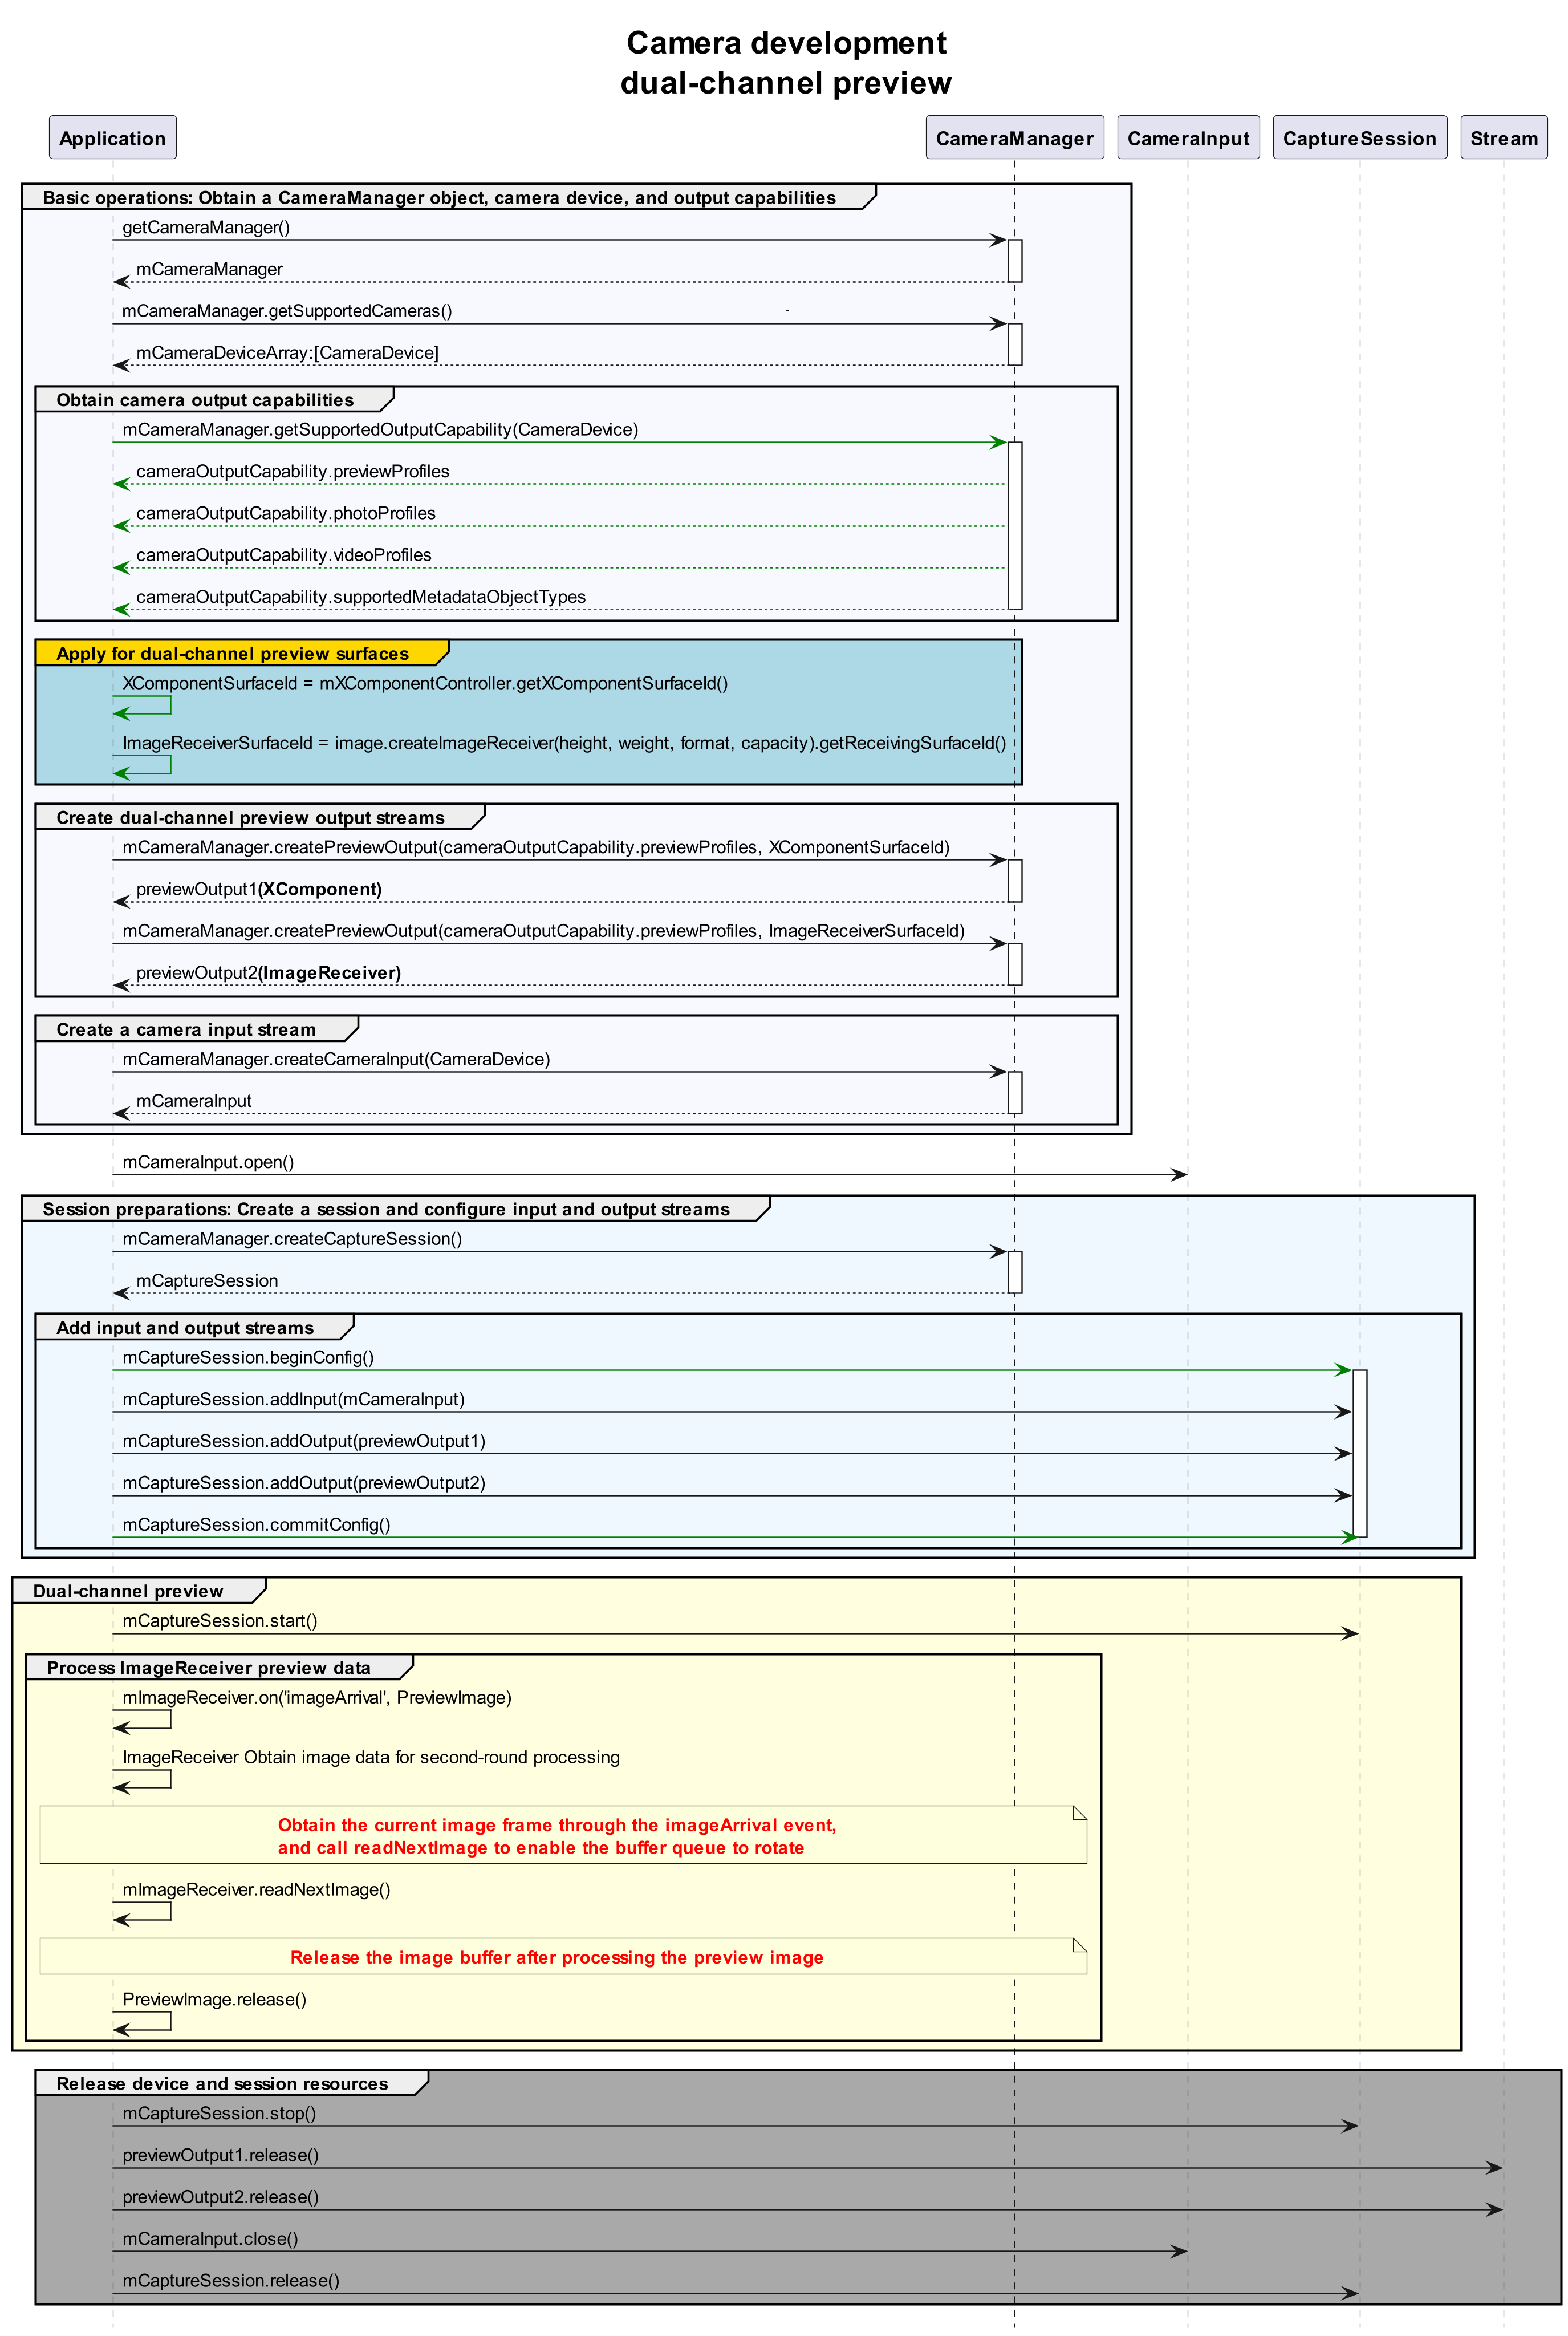 Camera development
dual-channel preview
Application
CameraManager
CameraInput
CaptureSession
Stream
Basic operations: Obtain a CameraManager object, camera device, and output capabilities
getCameraManager()
mCameraManager
mCameraManager.getSupportedCameras()
mCameraDeviceArray:[CameraDevice]
Obtain camera output capabilities
mCameraManager.getSupportedOutputCapability(CameraDevice)
cameraOutputCapability.previewProfiles
cameraOutputCapability.photoProfiles
cameraOutputCapability.videoProfiles
cameraOutputCapability.supportedMetadataObjectTypes
Apply for dual-channel preview surfaces
XComponentSurfaceId = mXComponentController.getXComponentSurfaceId()
ImageReceiverSurfaceId = image.createImageReceiver(height, weight, format, capacity).getReceivingSurfaceId()
Create dual-channel preview output streams
mCameraManager.createPreviewOutput(cameraOutputCapability.previewProfiles, XComponentSurfaceId)
previewOutput1(XComponent)
mCameraManager.createPreviewOutput(cameraOutputCapability.previewProfiles, ImageReceiverSurfaceId)
previewOutput2(ImageReceiver)
Create a camera input stream
mCameraManager.createCameraInput(CameraDevice)
mCameraInput
mCameraInput.open()
Session preparations: Create a session and configure input and output streams
mCameraManager.createCaptureSession()
mCaptureSession
Add input and output streams
mCaptureSession.beginConfig()
mCaptureSession.addInput(mCameraInput)
mCaptureSession.addOutput(previewOutput1)
mCaptureSession.addOutput(previewOutput2)
mCaptureSession.commitConfig()
Dual-channel preview
mCaptureSession.start()
Process ImageReceiver preview data
mImageReceiver.on('imageArrival', PreviewImage)
ImageReceiver Obtain image data for second-round processing
Obtain the current image frame through the imageArrival event,
and call readNextImage to enable the buffer queue to rotate
mImageReceiver.readNextImage()
Release the image buffer after processing the preview image
PreviewImage.release()
Release device and session resources
mCaptureSession.stop()
previewOutput1.release()
previewOutput2.release()
mCameraInput.close()
mCaptureSession.release()